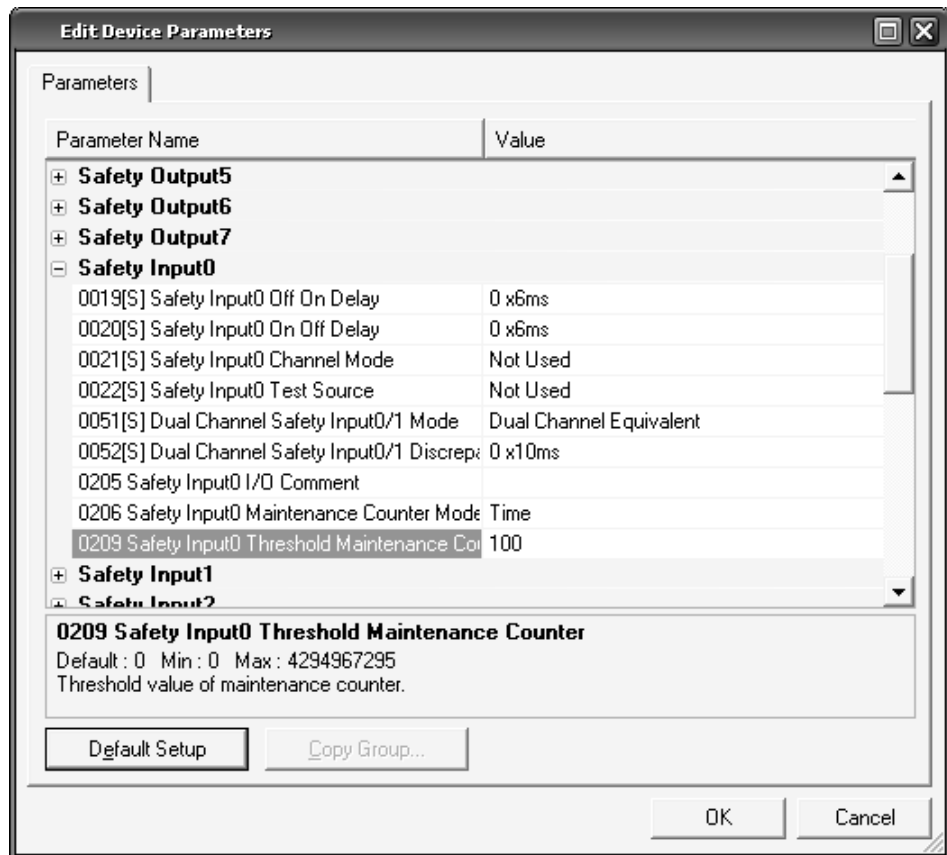 Edit Device Parameters
Parameters
Parameter Name Value
Safety Output5
Safety Output6
Safety Output7
Safety Input0
0019[S] Safety Input0 Off On Delay 0 x6ms
0020[S] Safety Input0 On Off Delay 0 x6ms
0021[S] Safety Input0 Channel Mode Not Used
0022[S] Safety Input0 Test Source Not Used
0051[S] Dual Channel Safety Input0/1 Mode Dual Channel Equivalent
0052[S] Dual Channel Safety Input0/1 Discrepa 0 x10ms
0205 Safety Input0 I/O Comment
0206 Safety Input0 Maintenance Counter Mode Time
0209 Safety Input0 Threshold Maintenance Cou 100
Safety Input1
Safety Input2
0209 Safety Input0 Threshold Maintenance Counter
Default : 0 Min : 0 Max : 4294967295
Threshold value of maintenance counter.
Default Setup Copy Group...
OK Cancel